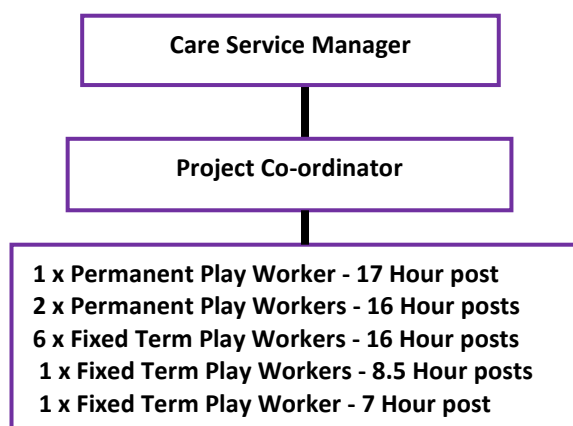 Care Service Manager
Project Co-ordinator
1 x Permanent Play Worker - 17 Hour post
2 x Permanent Play Workers - 16 Hour posts
6 x Fixed Term Play Workers - 16 Hour posts
1 x Fixed Term Play Workers - 8.5 Hour posts
1 x Fixed Term Play Worker - 7 Hour post